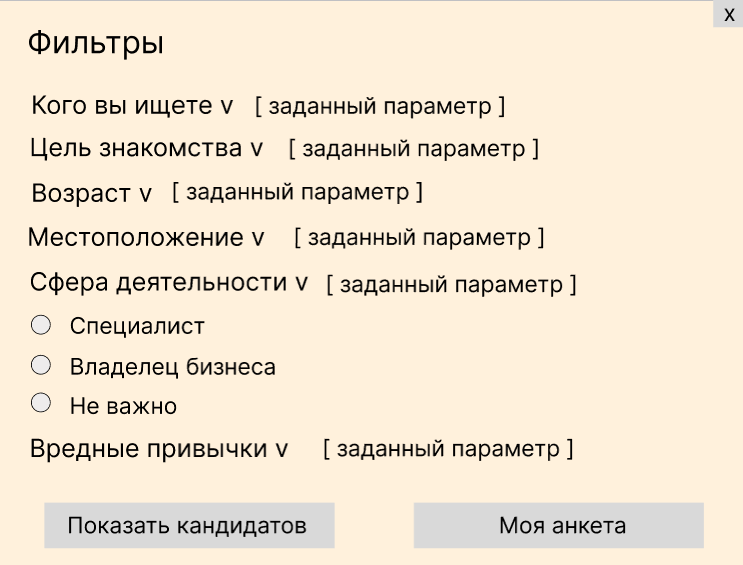 x
Фильтры
Кого вы ищете v [ заданный параметр ]
Цель знакомства v [ заданный параметр ]
Возраст v [ заданный параметр ]
Местоположение v [ заданный параметр ]
Сфера деятельности v [ заданный параметр ]
Специалист
Владелец бизнеса
Не важно
Вредные привычки v [ заданный параметр ]
Показать кандидатов Моя анкета